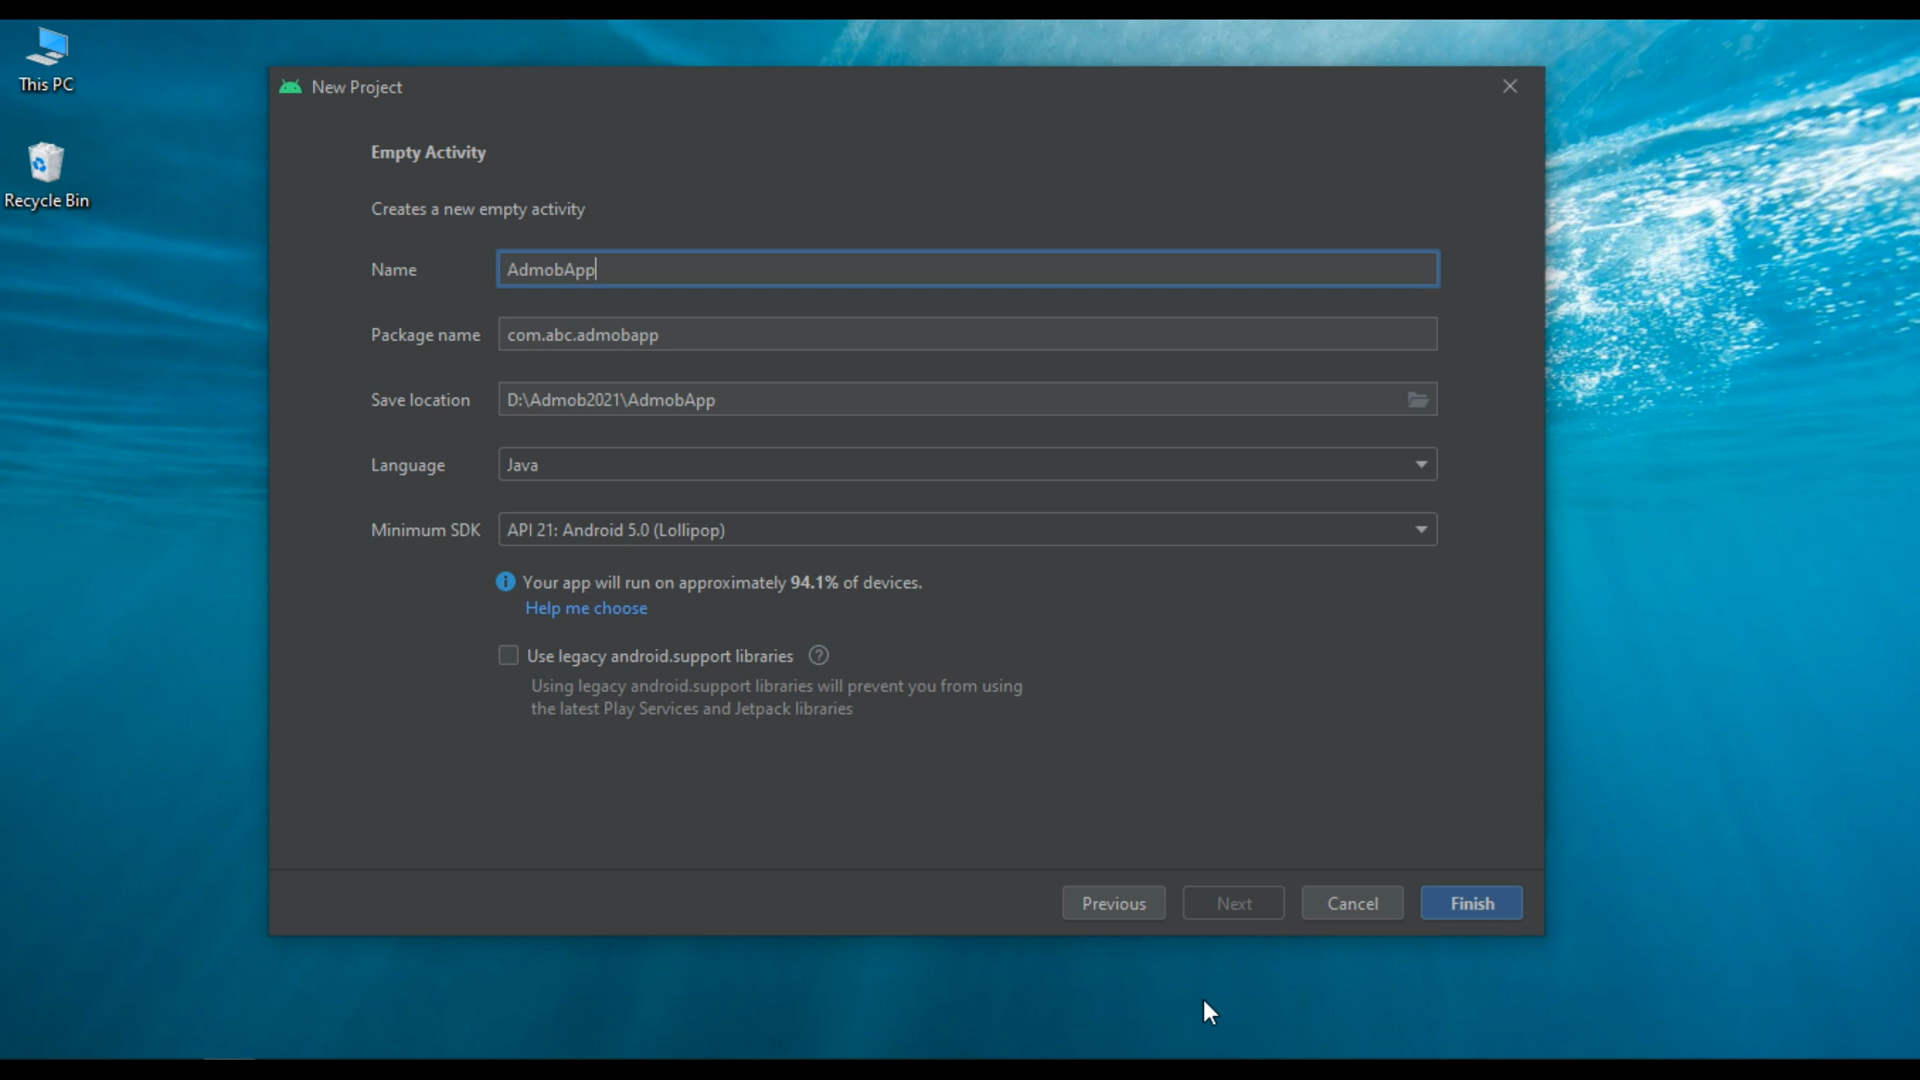 This PC
Recycle Bin
New Project
Empty Activity
Creates a new empty activity
Name AdmobApp
Package name com.abc.admobapp
Save location D:\Admob2021\AdmobApp
Language Java
Minimum SDK API 21: Android 5.0 (Lollipop)
Your app will run on approximately 94.1% of devices.
Help me choose
Use legacy android.support libraries ?
Using legacy android.support libraries will prevent you from using
the latest Play Services and Jetpack libraries
Previous Next Cancel Finish